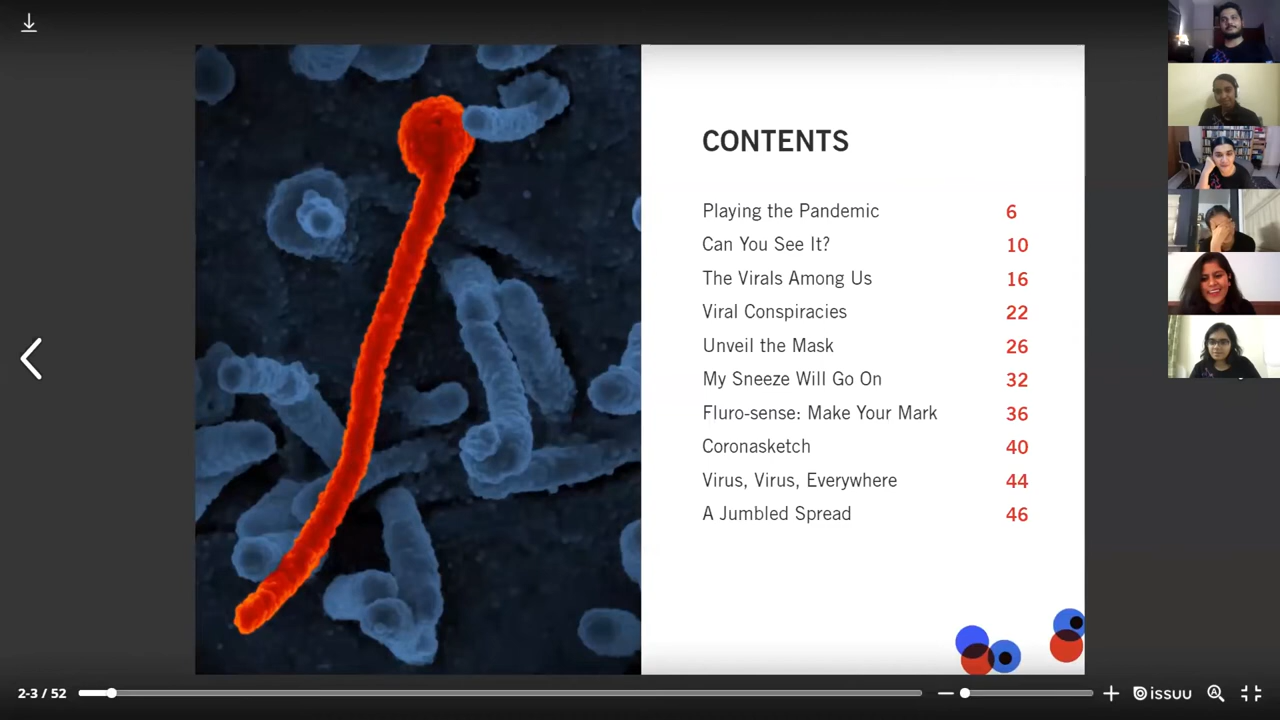 CONTENTS
Playing the Pandemic 6
Can You See It? 10
The Virals Among Us 16
Viral Conspiracies 22
Unveil the Mask 26
My Sneeze Will Go On 32
Fluro-sense: Make Your Mark 36
Coronasketch 40
Virus, Virus, Everywhere 44
A Jumbled Spread 46
2-3 / 52
issuu